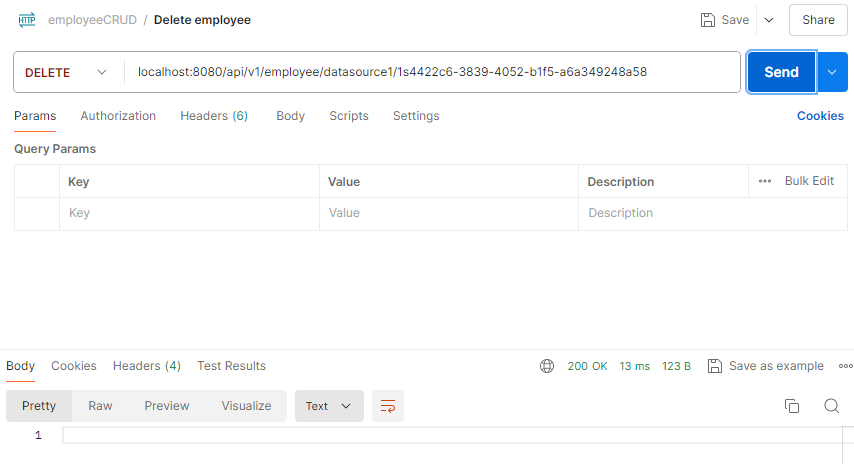 HTTP employeeCRUD / Delete employee Save Share
DELETE localhost:8080/api/v1/employee/datasource1/1s4422c6-3839-4052-b1f5-a6a349248a58 Send
Params Authorization Headers (6) Body Scripts Settings Cookies
Query Params
Key Value Description ••• Bulk Edit
Key Value Description
Body Cookies Headers (4) Test Results 200 OK 13 ms 123 B Save as example
Pretty Raw Preview Visualize Text
1